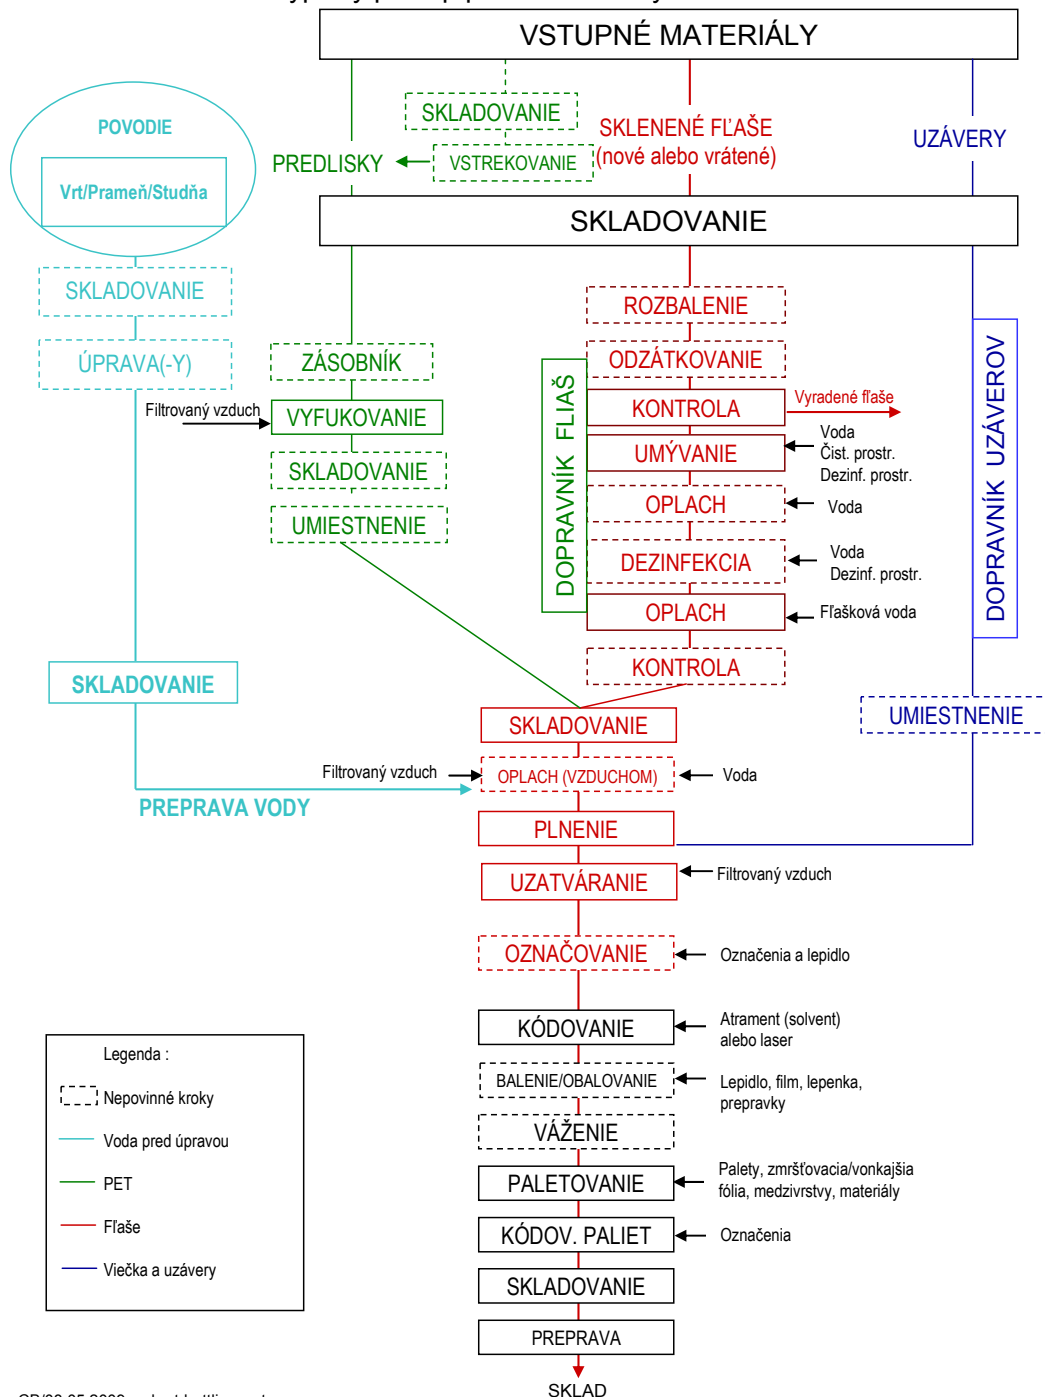 VSTUPNÉ MATERIÁLY
SKLADOVANIE
POVODIE
SKLENENÉ FĽAŠE
(nové alebo vrátené)
UZÁVERY
PREDLISKY
VSTREKOVANIE
Vrt/Prameň/Studňa
SKLADOVANIE
SKLADOVANIE
ROZBALENIE
ÚPRAVA(-Y)
ZÁSOBNÍK
ODZÁTKOVANIE
DOPRAVNÍK FLIAŠ
DOPRAVNÍK UZÁVEROV
Filtrovaný vzduch
VYFUKOVANIE
KONTROLA
Vyradené fľaše
UMÝVANIE
Voda
Čist. prostr.
Dezinf. prostr.
SKLADOVANIE
OPLACH
Voda
UMIESTNENIE
DEZINFEKCIA
Voda
Dezinf. prostr.
OPLACH
Fľašková voda
KONTROLA
SKLADOVANIE
UMIESTNENIE
SKLADOVANIE
Filtrovaný vzduch
OPLACH (VZDUCHOM)
Voda
PREPRAVA VODY
PLNENIE
UZATVÁRANIE
Filtrovaný vzduch
OZNAČOVANIE
Označenia a lepidlo
KÓDOVANIE
Atrament (solvent)
alebo laser
BALENIE/OBALOVANIE
Lepidlo, film, lepenka,
prepravky
VÁŽENIE
PALETOVANIE
Palety, zmršťovacia/vonkajšia
fólia, medzivrstvy, materiály
KÓDOV. PALIET
Označenia
SKLADOVANIE
PREPRAVA
SKLAD
Legenda :
Nepovinné kroky
Voda pred úpravou
PET
Fľaše
Viečka a uzávery